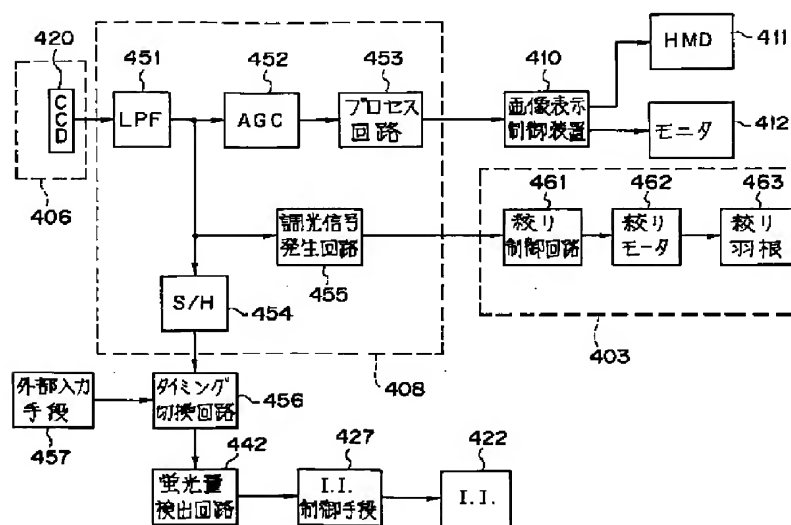 420
CCD
406
451
LPF
452
AGC
453
プロセス
回路
410
画像表示
制御装置
HMD
411
モニタ
412
調光信号
発生回路
455
461
絞り
制御回路
462
絞り
モータ
463
絞り
羽根
403
S/H
454
408
外部入力
手段
457
タイミング
切換回路
456
442
蛍光量
検出回路
427
I.I.
制御手段
422
I.I.